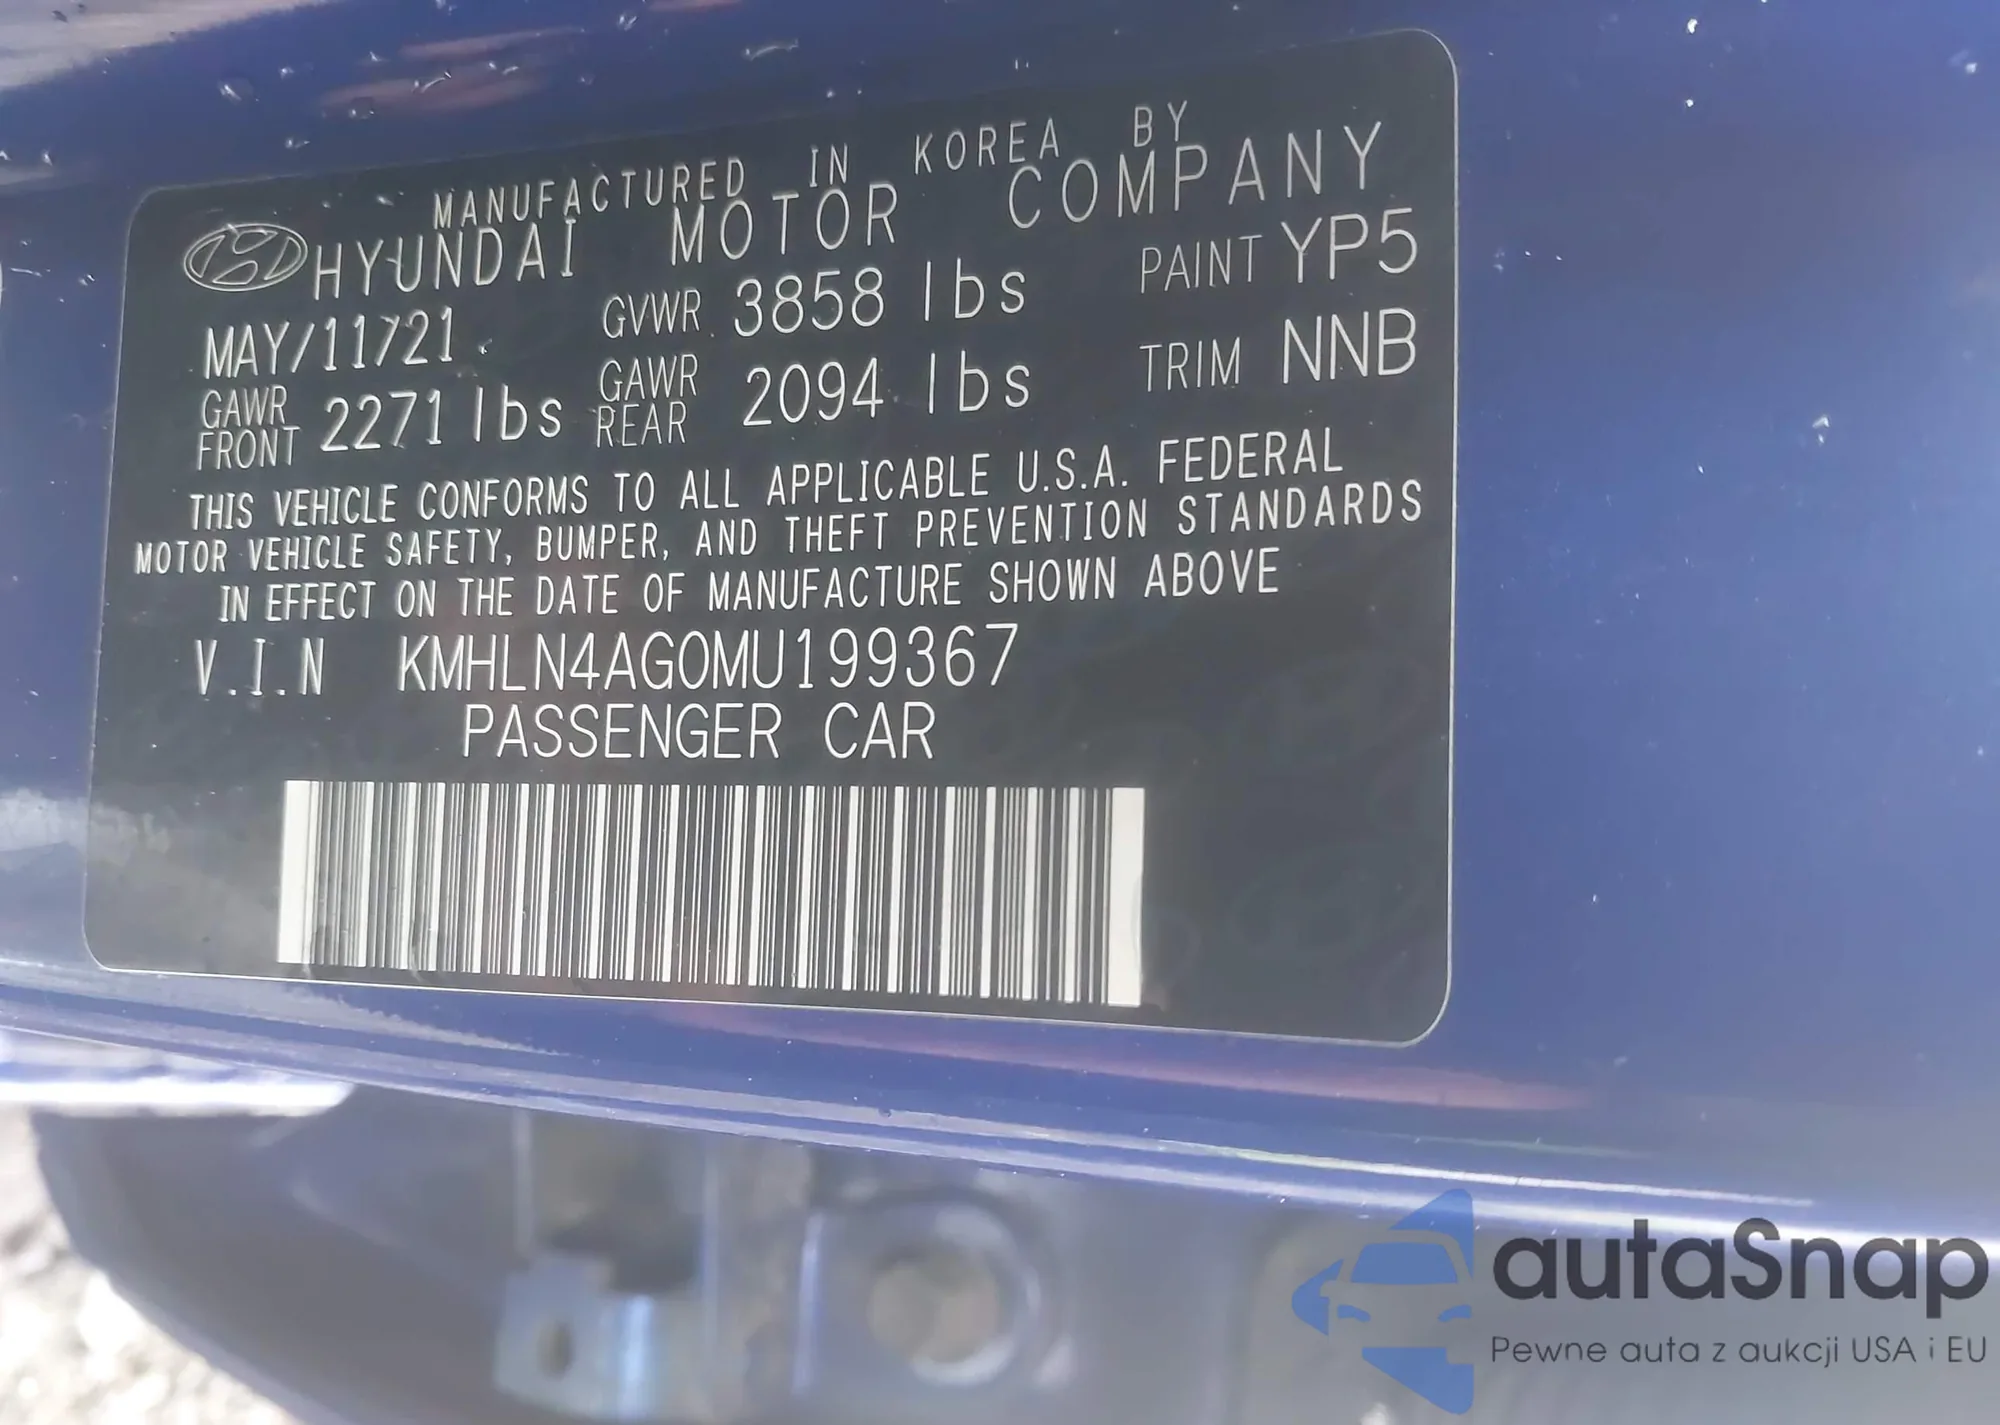 MANUFACTURED IN KOREA BY
HYUNDAI MOTOR COMPANY
MAY/11/21 GVWR 3858 lbs PAINT YP5
GAWR FRONT 2271 lbs GAWR REAR 2094 lbs TRIM NNB
THIS VEHICLE CONFORMS TO ALL APPLICABLE U.S.A. FEDERAL
MOTOR VEHICLE SAFETY, BUMPER, AND THEFT PREVENTION STANDARDS
IN EFFECT ON THE DATE OF MANUFACTURE SHOWN ABOVE
V.I.N KMHLN4AG0MU199367
PASSENGER CAR
autaSnap
Pewne auta z aukcji USA i EU